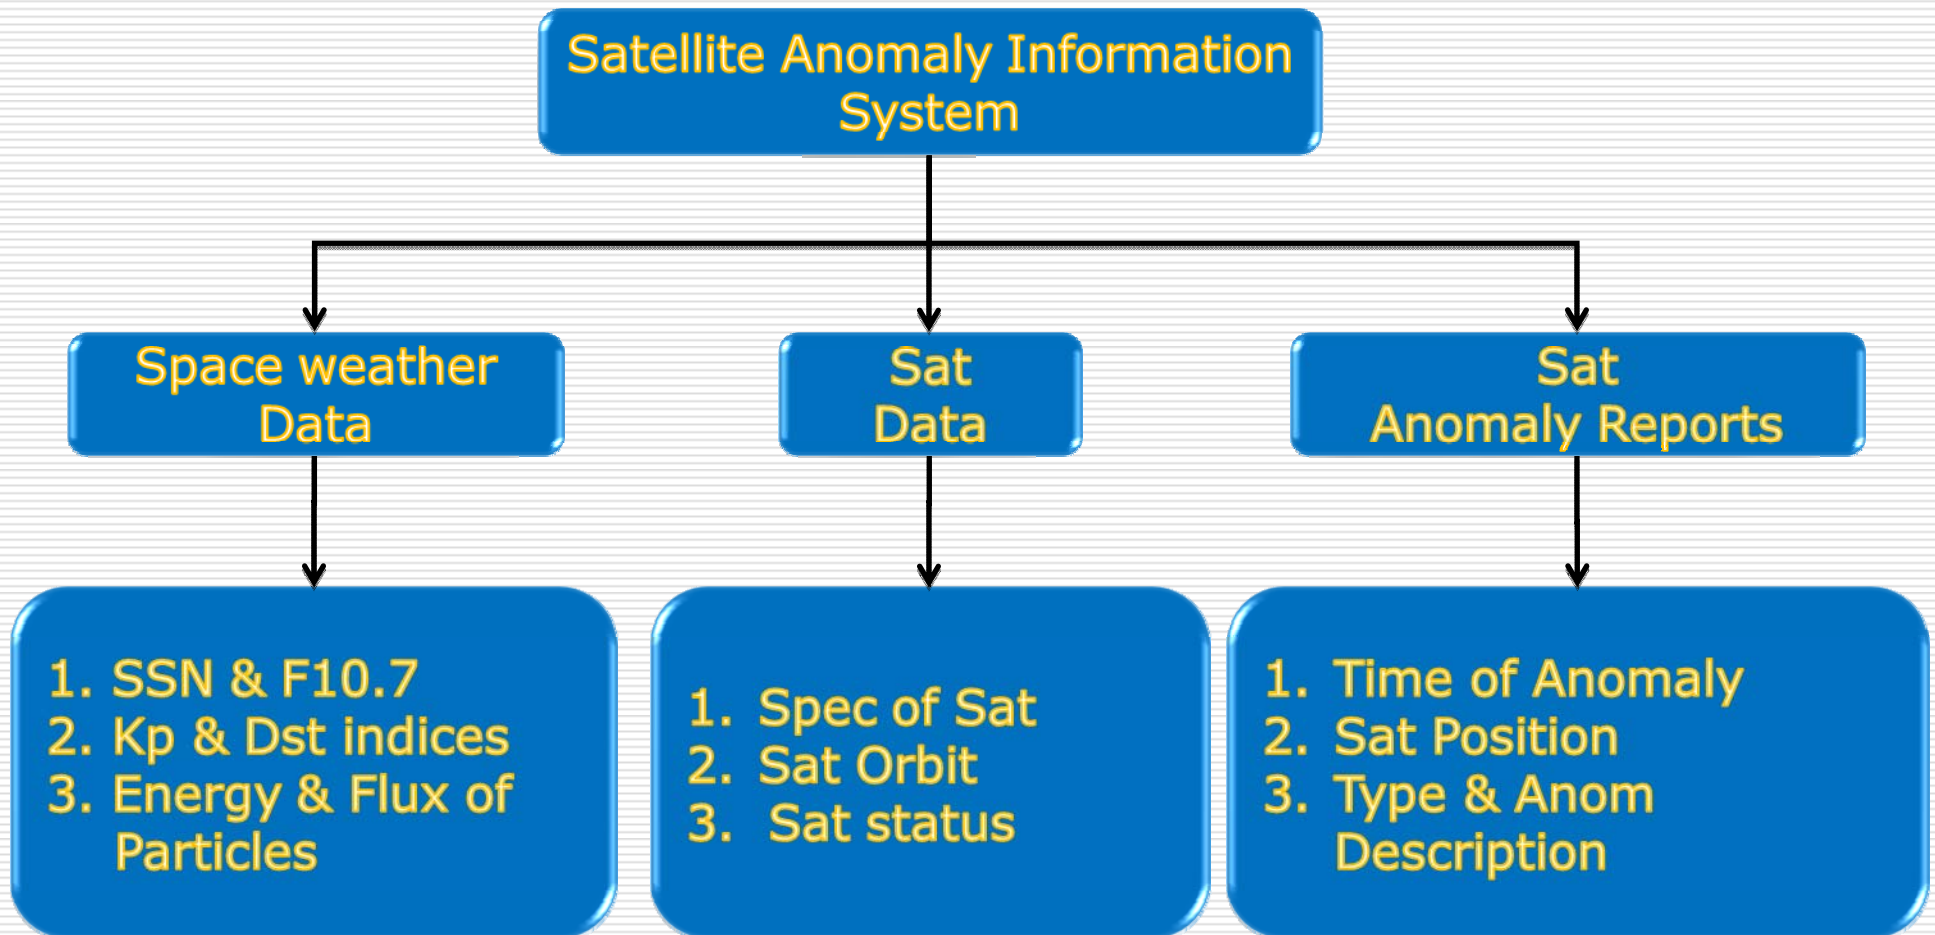 Satellite Anomaly Information
System
Space weather
Data
Sat
Data
Sat
Anomaly Reports
1. SSN & F10.7
2. Kp & Dst indices
3. Energy & Flux of
Particles
1. Spec of Sat
2. Sat Orbit
3. Sat status
1. Time of Anomaly
2. Sat Position
3. Type & Anom
Description